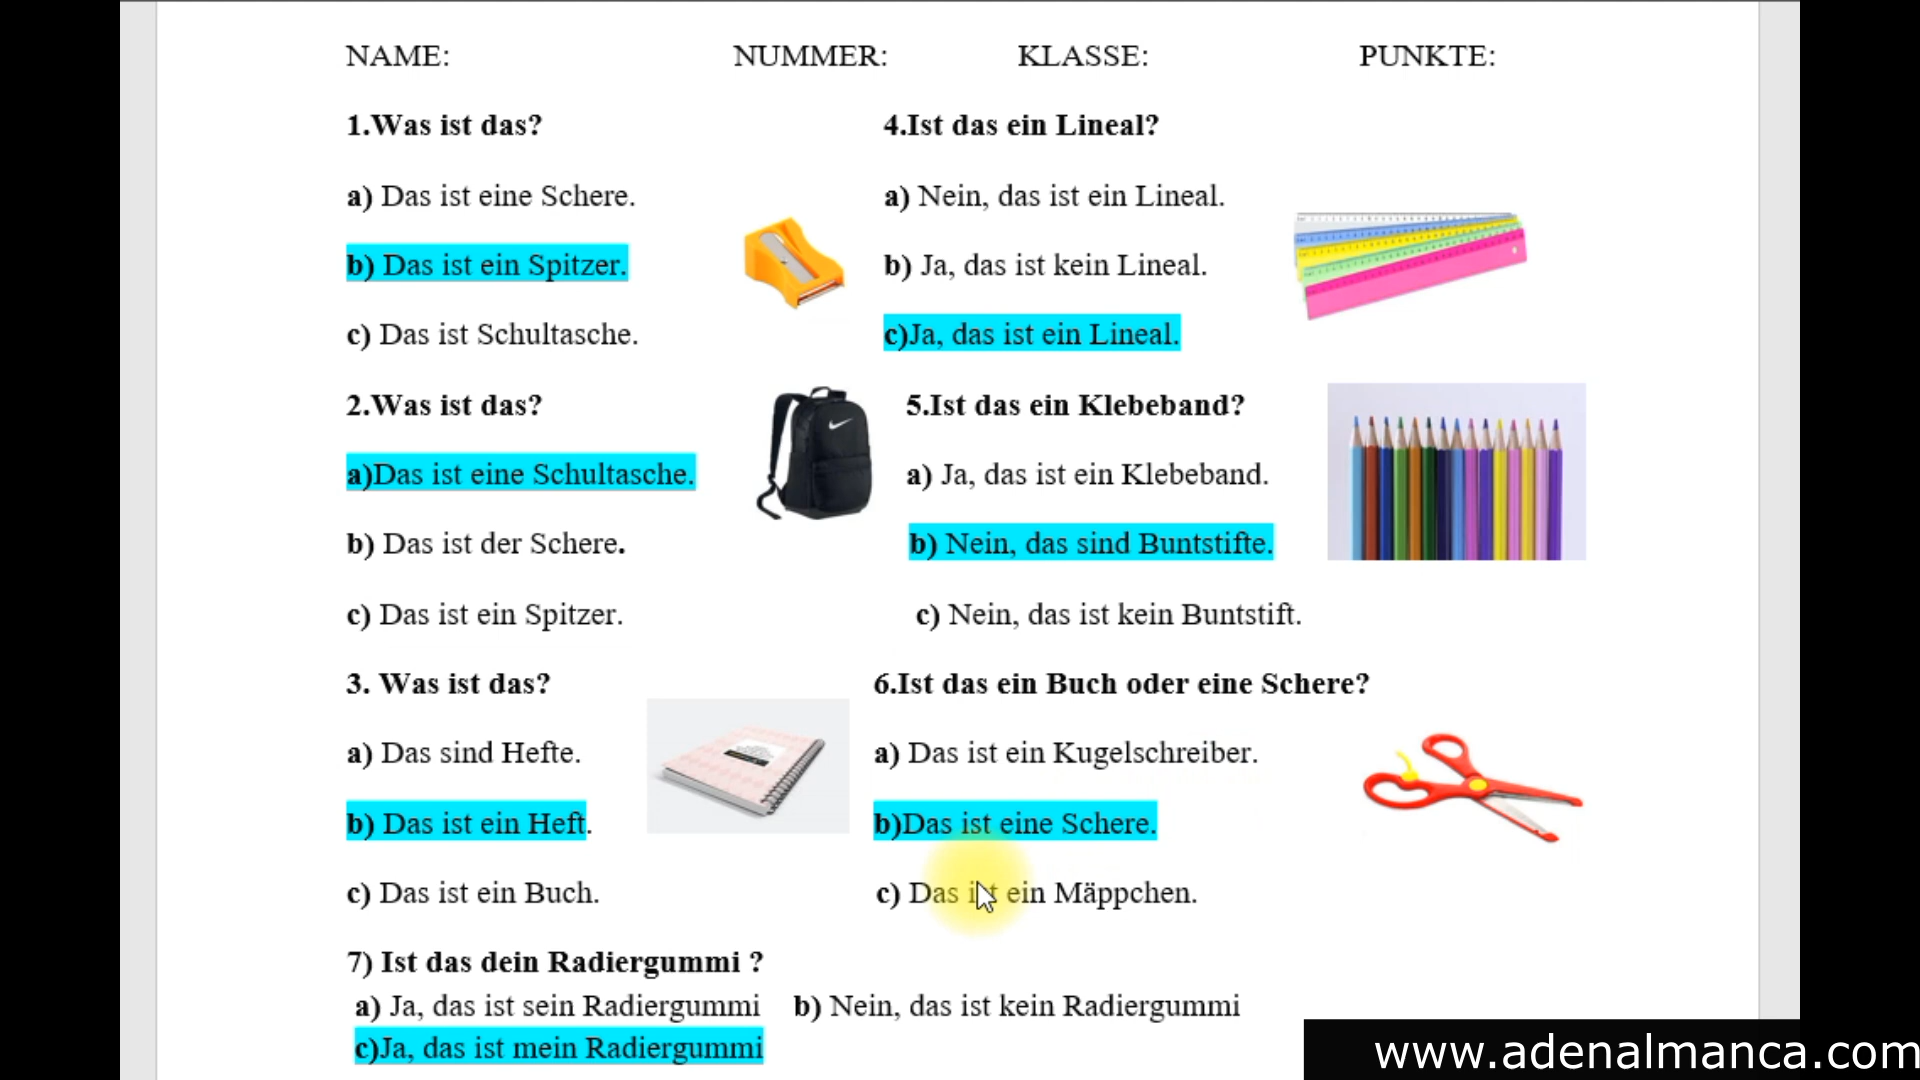 NAME: NUMMER: KLASSE: PUNKTE:
1.Was ist das?
a) Das ist eine Schere.
b) Das ist ein Spitzer.
c) Das ist Schultasche.
2.Was ist das?
a)Das ist eine Schultasche.
b) Das ist der Schere.
c) Das ist ein Spitzer.
3. Was ist das?
a) Das sind Hefte.
b) Das ist ein Heft.
c) Das ist ein Buch.
4.Ist das ein Lineal?
a) Nein, das ist ein Lineal.
b) Ja, das ist kein Lineal.
c)Ja, das ist ein Lineal.
5.Ist das ein Klebeband?
a) Ja, das ist ein Klebeband.
b) Nein, das sind Buntstifte.
c) Nein, das ist kein Buntstift.
6.Ist das ein Buch oder eine Schere?
a) Das ist ein Kugelschreiber.
b)Das ist eine Schere.
c) Das ist ein Mäppchen.
7) Ist das dein Radiergummi ?
a) Ja, das ist sein Radiergummi b) Nein, das ist kein Radiergummi
c)Ja, das ist mein Radiergummi
www.adenalmanca.com